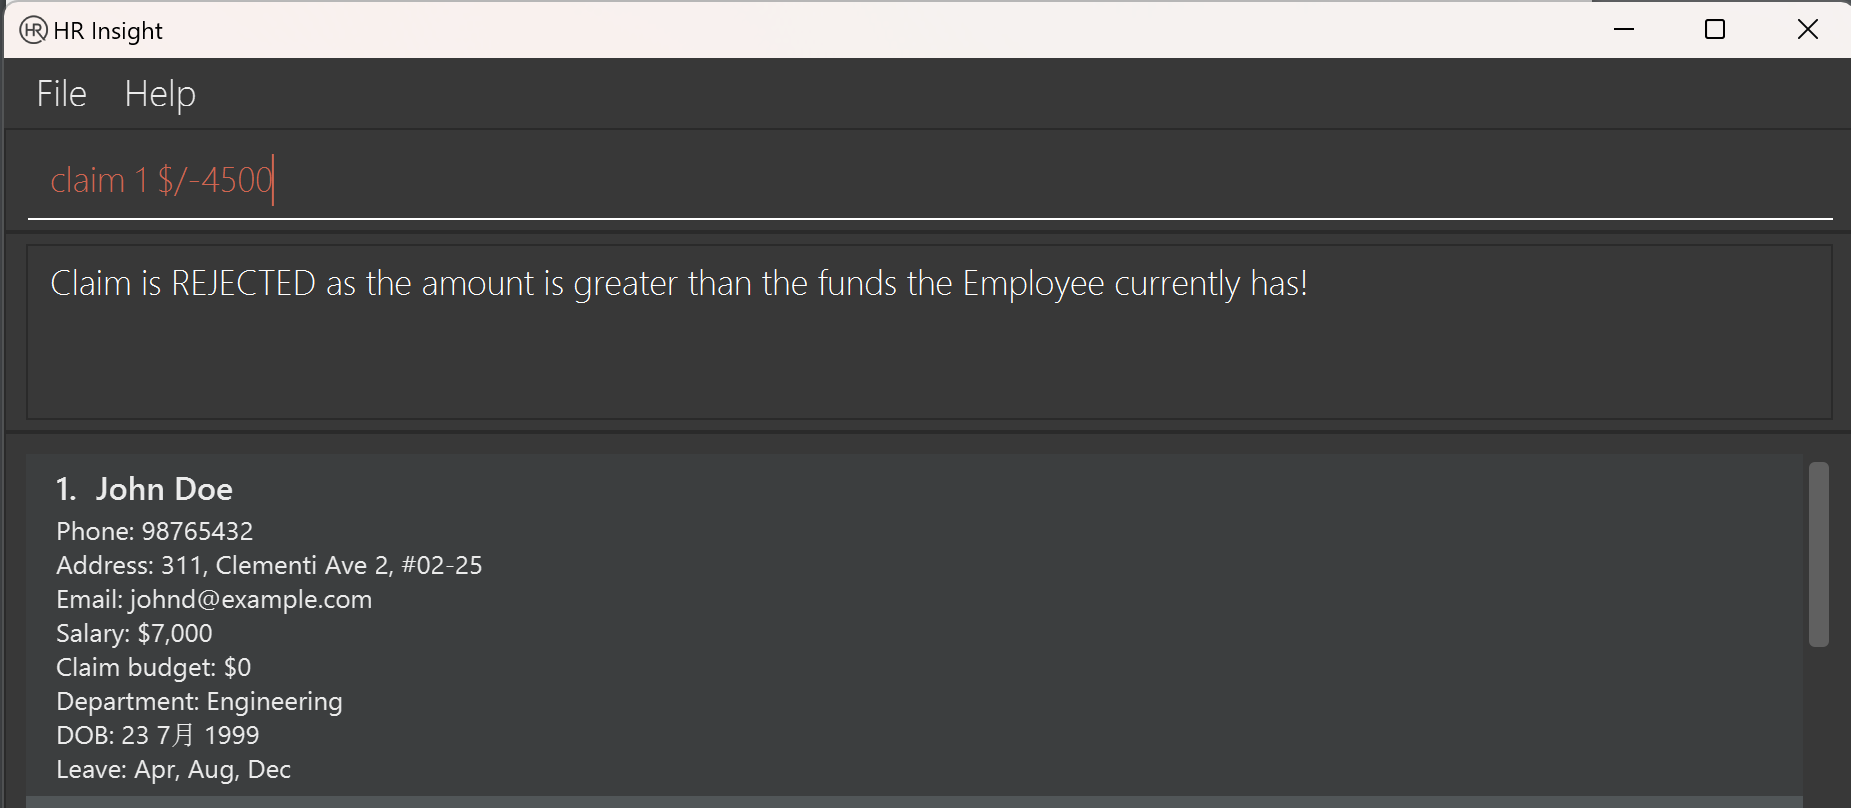 HR HR Insight
File Help
claim 1 $/-4500
Claim is REJECTED as the amount is greater than the funds the Employee currently has!
1. John Doe
Phone: 98765432
Address: 311, Clementi Ave 2, #02-25
Email: johnd@example.com
Salary: $7,000
Claim budget: $0
Department: Engineering
DOB: 23 7月 1999
Leave: Apr, Aug, Dec